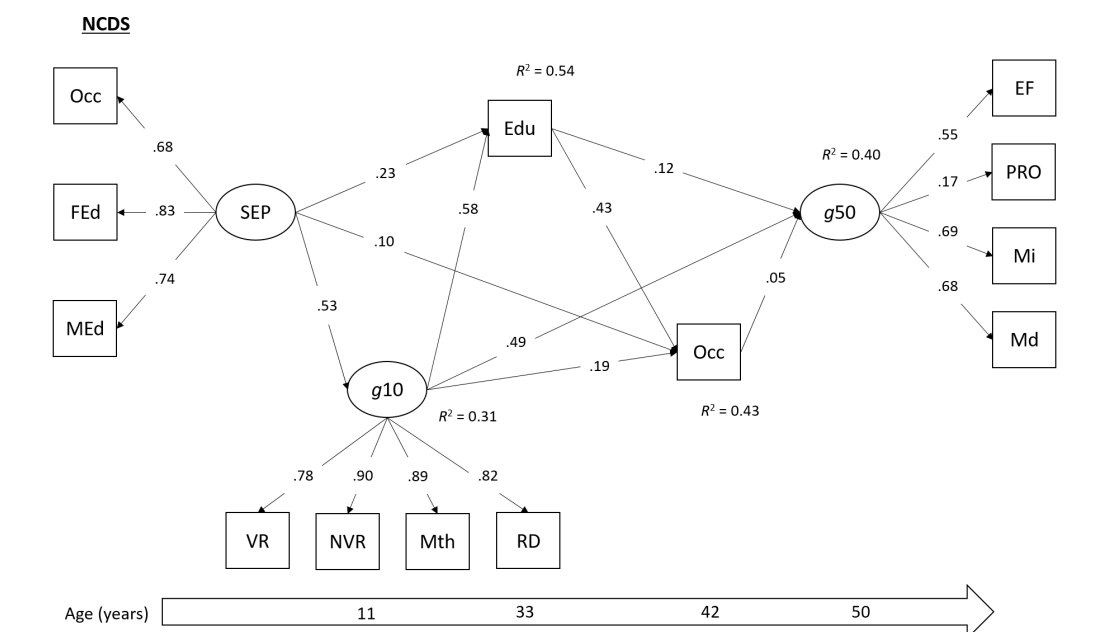 NCDS
R² = 0.54
Occ
EF
Edu
.55
.68
R² = 0.40
.12
.23
PRO
.17
FEd
.83
SEP
.58
.43
g50
.69
.10
Mi
.74
.05
.68
.53
MEd
.49
Occ
Md
.19
g10
R² = 0.31
R² = 0.43
.78
.90
.89
.82
VR
NVR
Mth
RD
Age (years)
11
33
42
50